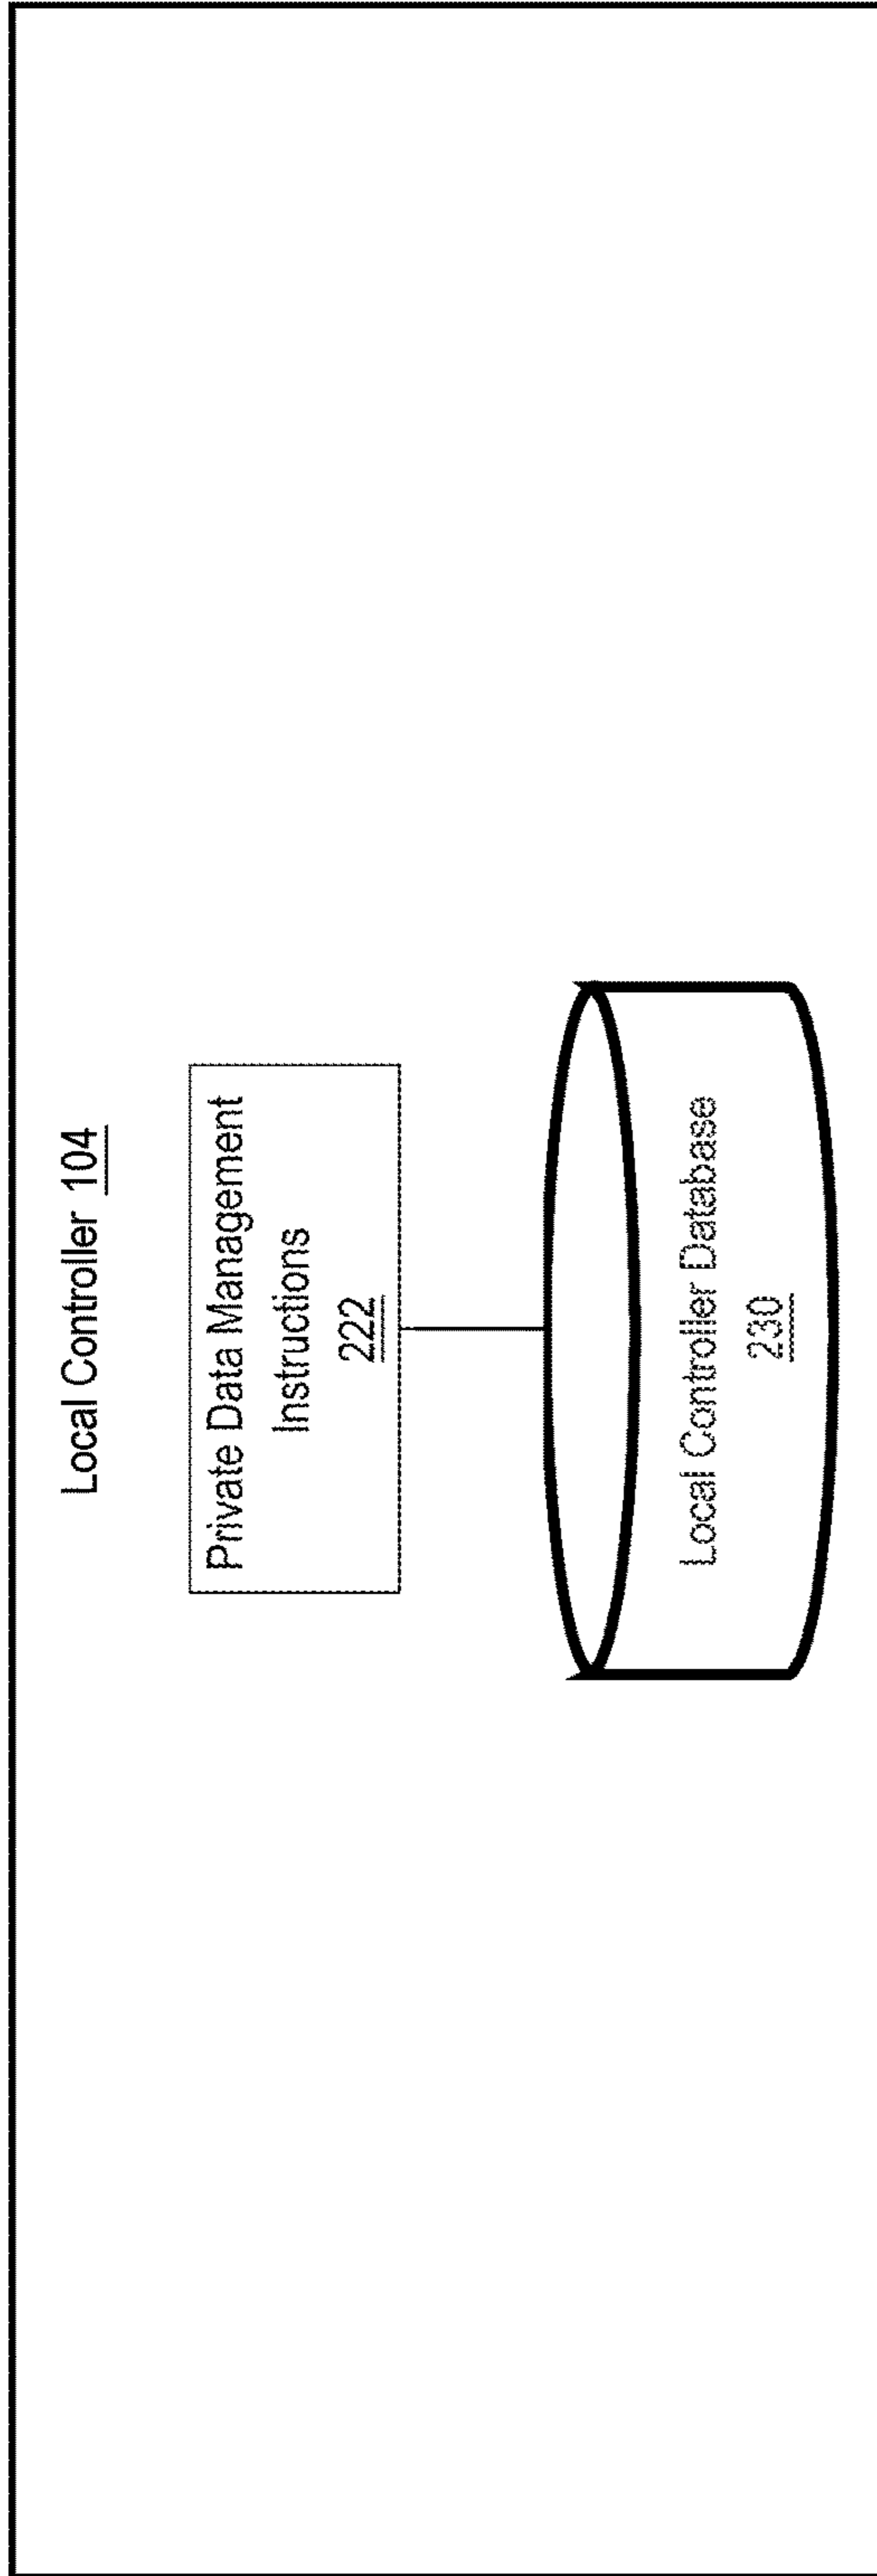 Local Controller 104
Private Data Management
Instructions
222
Local Controller Database
230